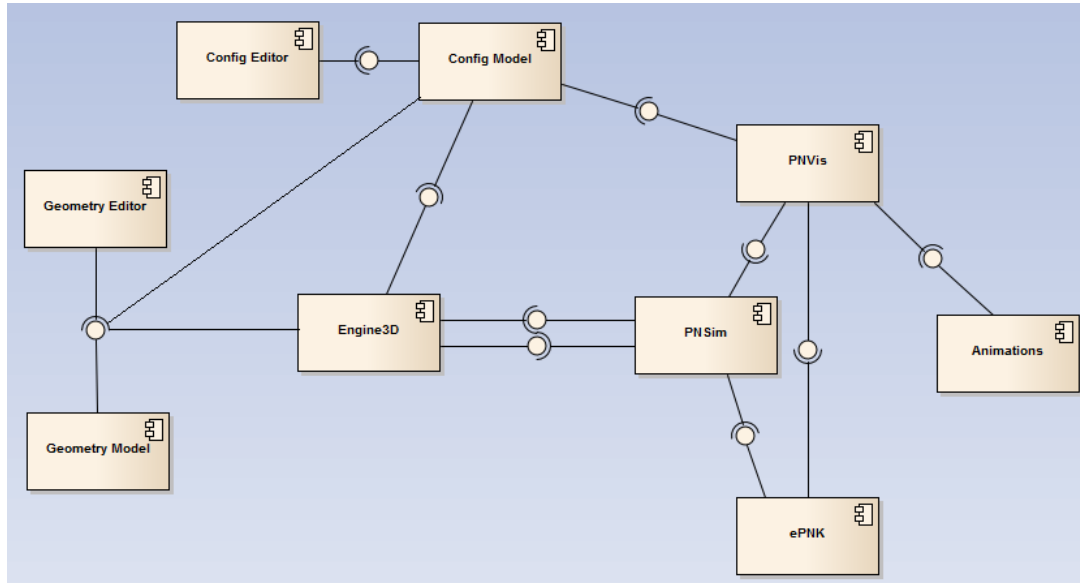 Config Editor
Config Model
PNVis
Geometry Editor
Engine3D
PNSim
Animations
Geometry Model
ePNK